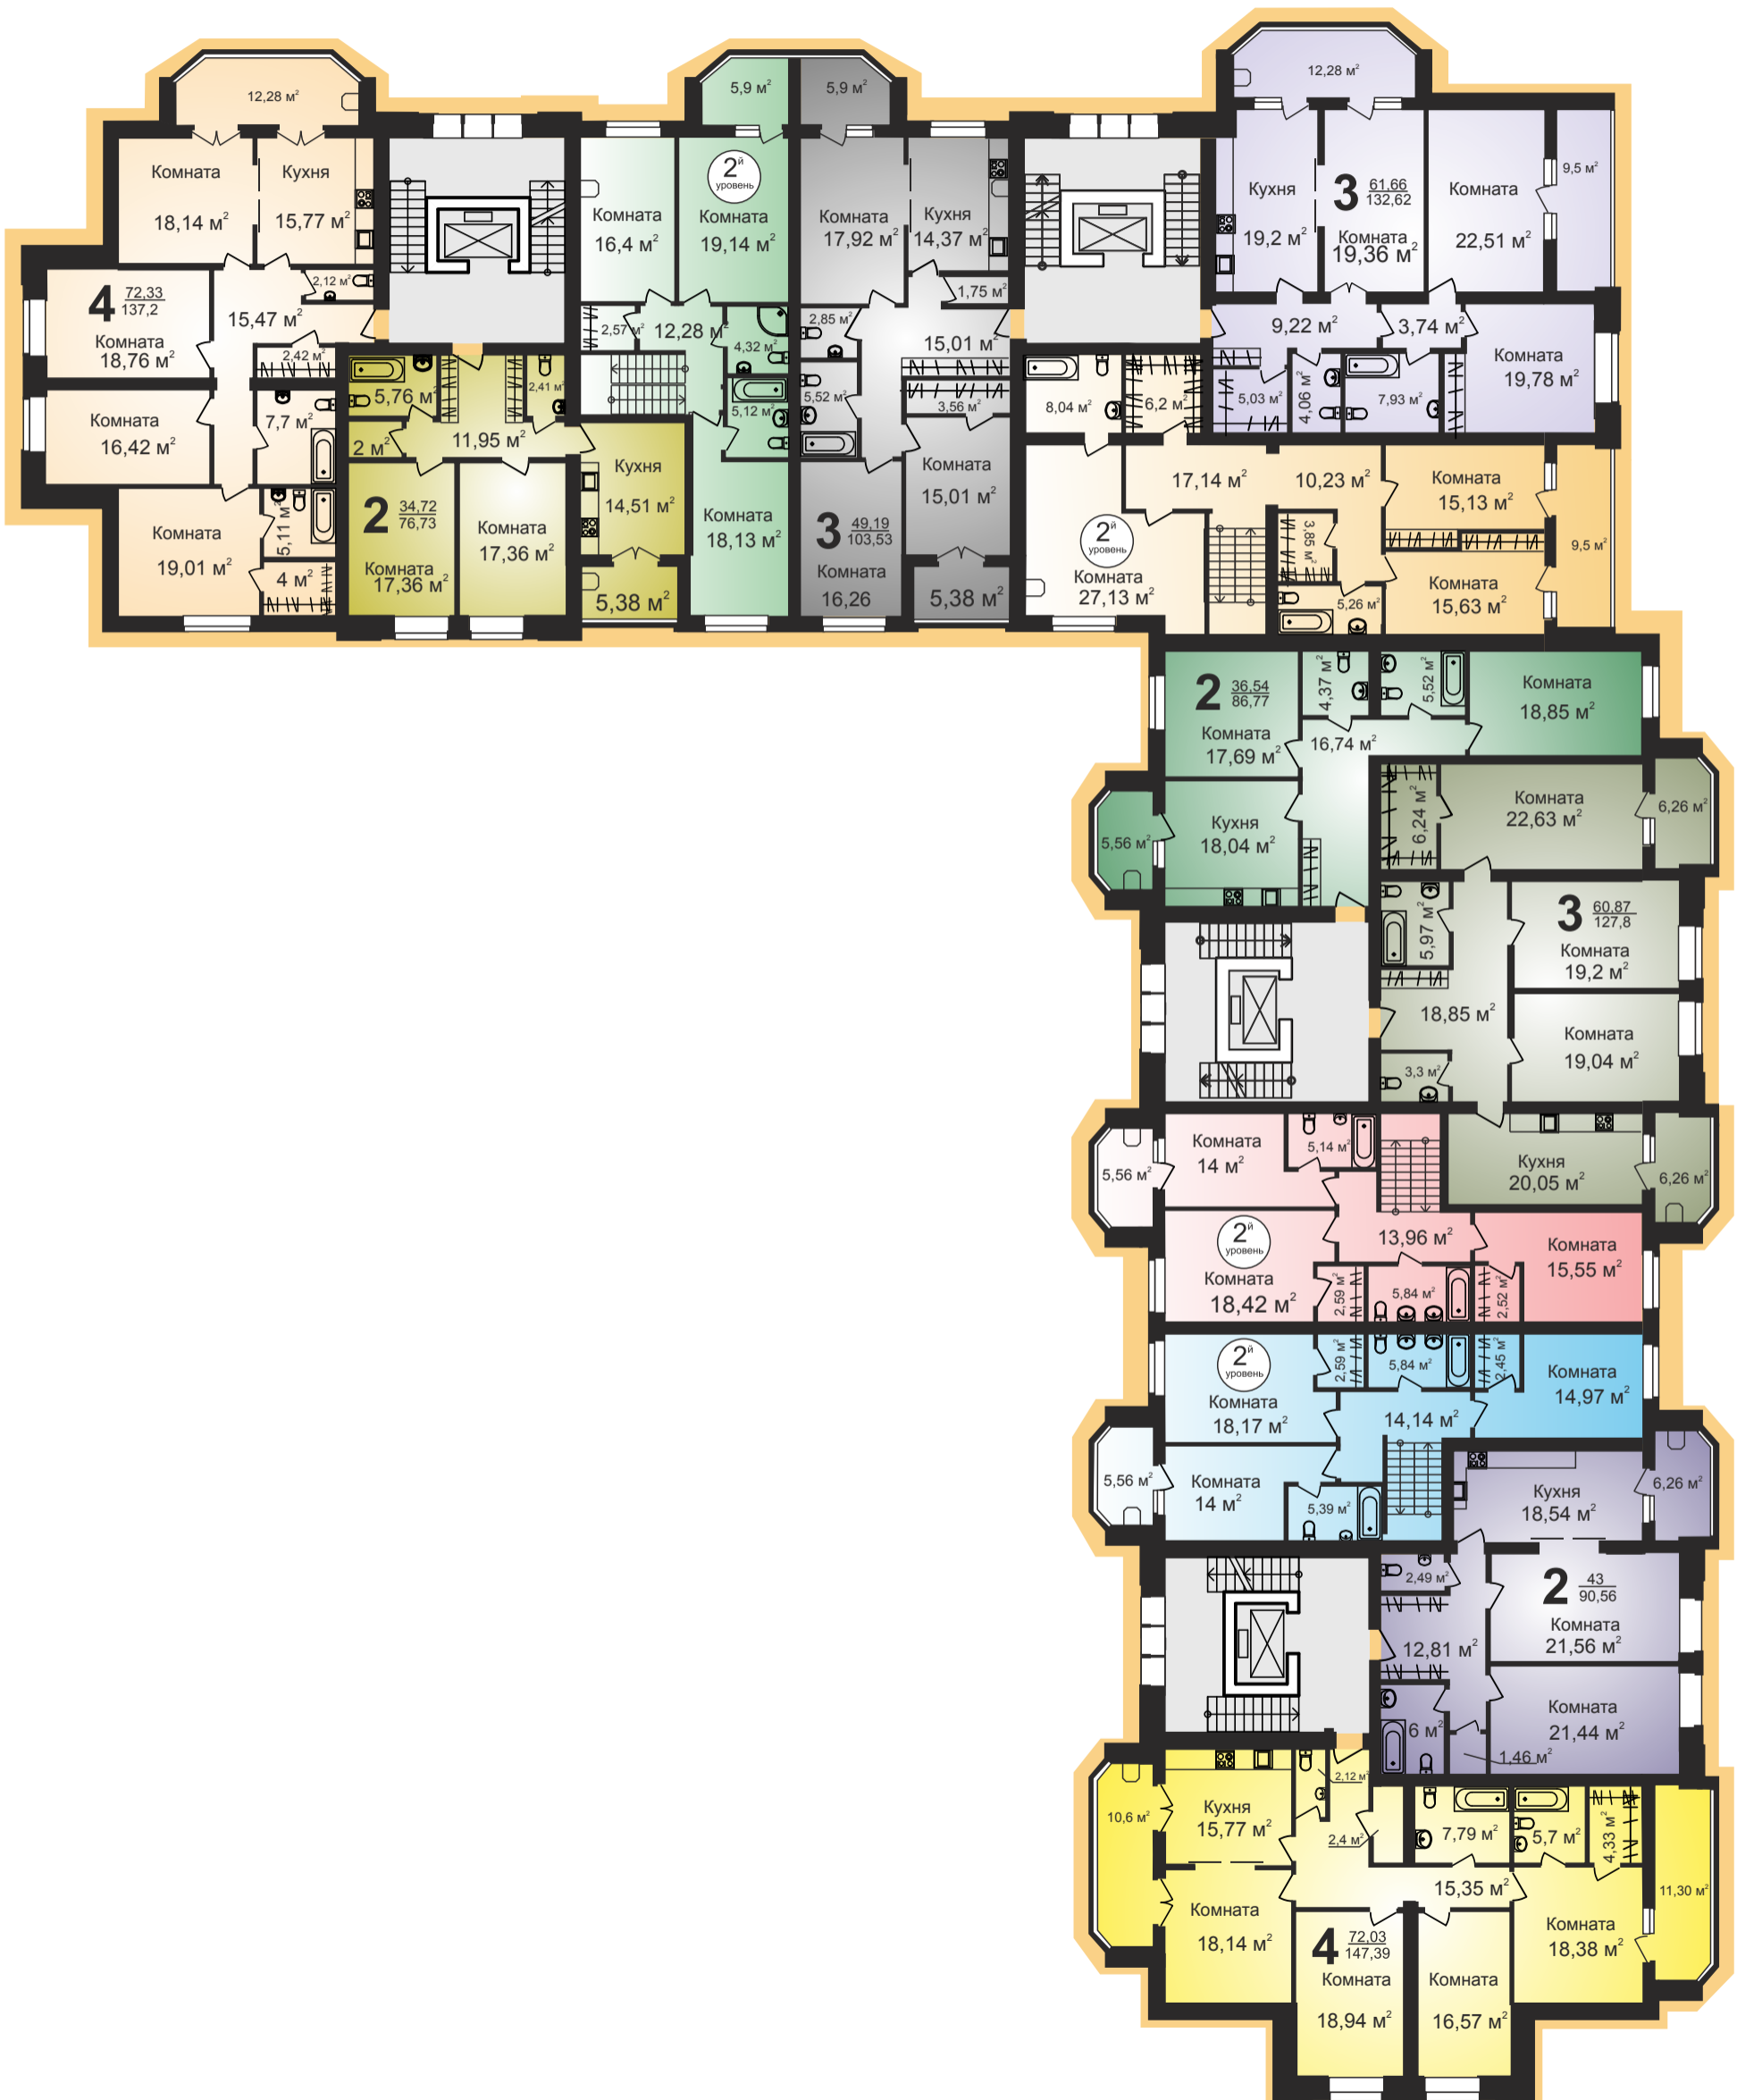 12,28 м²
Комната
18,14 м²
Кухня
15,77 м²
4 72,33
137,2
Комната
18,76 м²
15,47 м²
2,12 м²
2,42 м²
Комната
16,42 м²
7,7 м²
Комната
19,01 м²
5,11 м²
4 м²
5,76 м²
2,41 м²
2 м²
11,95 м²
2 34,72
76,73
Комната
17,36 м²
Комната
17,36 м²
Кухня
14,51 м²
5,38 м²
5,9 м²
Комната
16,4 м²
2й
уровень
Комната
19,14 м²
2,57 м²
12,28 м²
4,32 м²
5,12 м²
Комната
18,13 м²
5,9 м²
Комната
17,92 м²
Кухня
14,37 м²
1,75 м²
2,85 м²
15,01 м²
5,52 м²
3,56 м²
Комната
15,01 м²
3 49,19
103,53
Комната
16,26
5,38 м²
12,28 м²
Кухня
19,2 м²
3 61,66
132,62
Комната
19,36 м²
Комната
22,51 м²
9,5 м²
9,22 м²
3,74 м²
Комната
19,78 м²
5,03 м²
4,06 м²
7,93 м²
8,04 м²
6,2 м²
17,14 м²
10,23 м²
Комната
15,13 м²
2й
уровень
Комната
27,13 м²
3,85 м²
5,26 м²
Комната
15,63 м²
9,5 м²
2 36,54
86,77
Комната
17,69 м²
4,37 м²
5,52 м²
Комната
18,85 м²
16,74 м²
5,56 м²
Кухня
18,04 м²
6,24 м²
Комната
22,63 м²
6,26 м²
5,97 м²
3 60,87
127,8
Комната
19,2 м²
18,85 м²
Комната
19,04 м²
3,3 м²
Кухня
20,05 м²
6,26 м²
5,56 м²
Комната
14 м²
5,14 м²
2й
уровень
Комната
18,42 м²
13,96 м²
Комната
15,55 м²
2,59 м²
5,84 м²
2,52 м²
2й
уровень
Комната
18,17 м²
2,59 м²
5,84 м²
2,45 м²
Комната
14,97 м²
14,14 м²
5,56 м²
Комната
14 м²
5,39 м²
Кухня
18,54 м²
6,26 м²
2,49 м²
2 43
90,56
Комната
21,56 м²
12,81 м²
Комната
21,44 м²
6 м²
1,46 м²
10,6 м²
Кухня
15,77 м²
2,12 м²
2,4 м²
7,79 м²
5,7 м²
4,33 м²
15,35 м²
11,30 м²
Комната
18,14 м²
4 72,03
147,39
Комната
18,94 м²
Комната
16,57 м²
Комната
18,38 м²